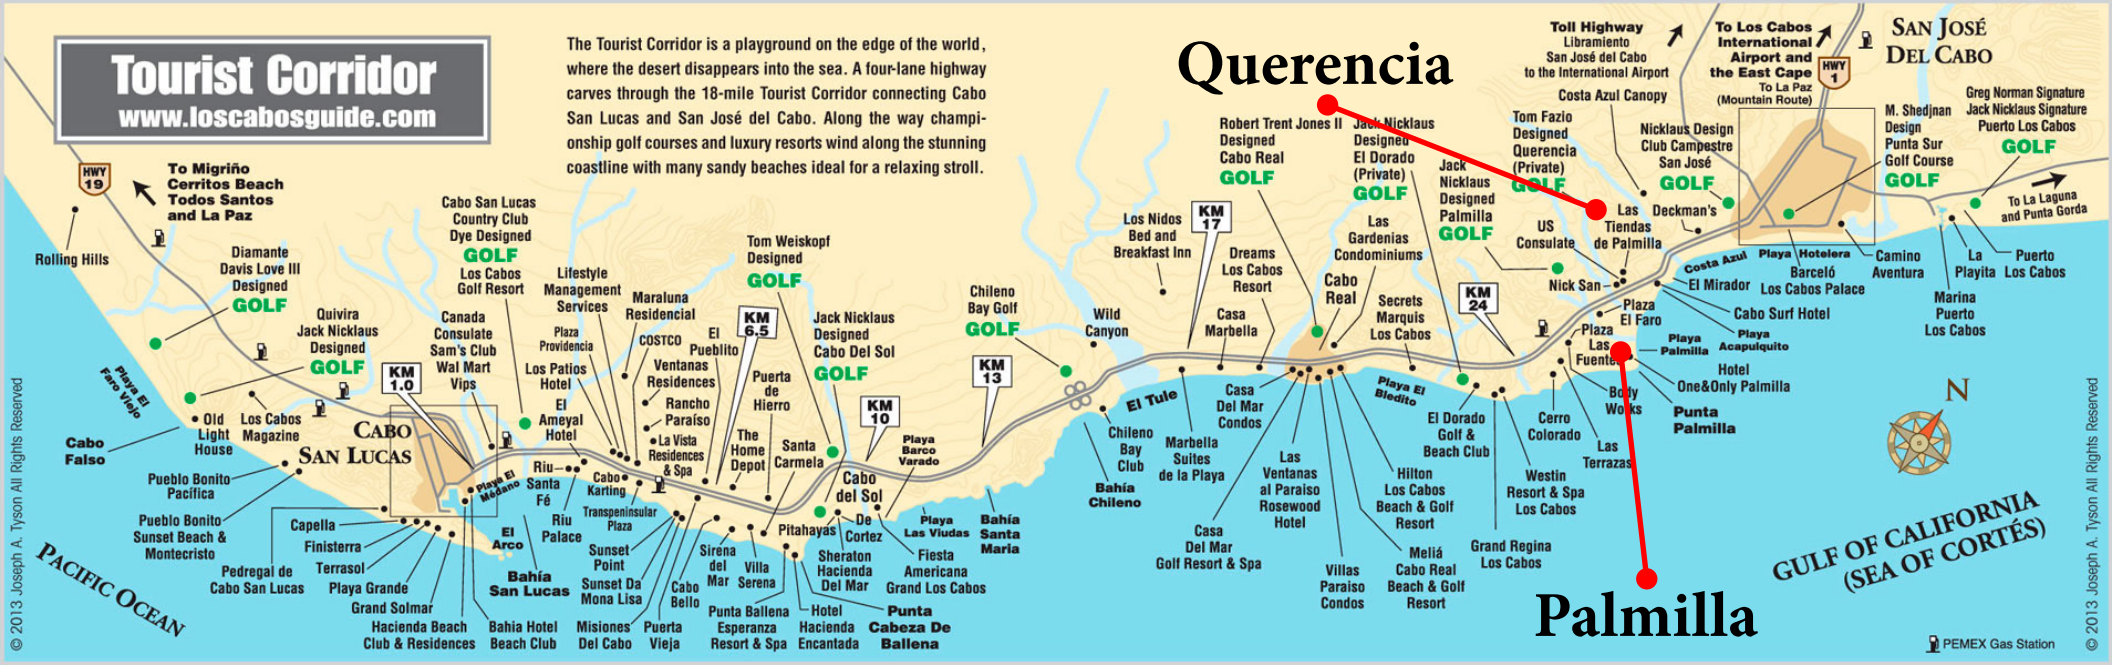 Tourist Corridor
www.loscabosguide.com
The Tourist Corridor is a playground on the edge of the world,
where the desert disappears into the sea. A four-lane highway
carves through the 18-mile Tourist Corridor connecting Cabo
San Lucas and San José del Cabo. Along the way champi-
onship golf courses and luxury resorts wind along the stunning
coastline with many sandy beaches ideal for a relaxing stroll.
Querencia
Palmilla
HWY
19
To Migriño
Cerritos Beach
Todos Santos
and La Paz
Rolling Hills
Diamante
Davis Love III
Designed
GOLF
Quivira
Jack Nicklaus
Designed
GOLF
Playa El
Faro Viejo
Old
Light
House
Los Cabos
Magazine
Cabo
Falso
CABO
SAN LUCAS
KM
1.0
Cabo San Lucas
Country Club
Dye Designed
GOLF
Los Cabos
Golf Resort
Canada
Consulate
Sam's Club
Wal Mart
Vips
Lifestyle
Management
Services
Plaza
Providencia
Los Patios
Hotel
El
Ameyal
Hotel
Maraluna
Residencial
COSTCO
Ventanas
Residences
Rancho
Paraíso
La Vista
Residences
& Spa
El
Pueblito
KM
6.5
Tom Weiskopf
Designed
GOLF
Puerta
de
Hierro
The
Home
Depot
Santa
Carmela
Jack Nicklaus
Designed
Cabo Del Sol
GOLF
KM
10
Playa
Barco
Varado
Cabo
del Sol
Chileno
Bay Golf
GOLF
KM
13
Wild
Canyon
Los Nidos
Bed and
Breakfast Inn
KM
17
Robert Trent Jones II
Designed
Cabo Real
GOLF
Dreams
Los Cabos
Resort
Casa
Marbella
Jack Nicklaus
Designed
El Dorado
(Private)
GOLF
Las
Gardenias
Condominiums
Cabo
Real
Secrets
Marquis
Los Cabos
Jack
Nicklaus
Designed
Palmilla
GOLF
KM
24
Tom Fazio
Designed
Querencia
(Private)
GOLF
US
Consulate
Nick San
Las
Tiendas
de Palmilla
Toll Highway
Libramiento
San José del Cabo
to the International Airport
Costa Azul Canopy
Nicklaus Design
Club Campestre
San José
GOLF
Deckman's
To Los Cabos
International
Airport and
the East Cape
To La Paz
(Mountain Route)
HWY
1
SAN JOSÉ
DEL CABO
M. Shedjnan
Design
Punta Sur
Golf Course
GOLF
Greg Norman Signature
Jack Nicklaus Signature
Puerto Los Cabos
GOLF
To La Laguna
and Punta Gorda
Costa Azul
Playa Hotelera
El Mirador
Barceló
Los Cabos Palace
Camino
Aventura
La
Playita
Puerto
Los Cabos
Marina
Puerto
Los Cabos
Cabo Surf Hotel
Plaza
El Faro
Playa
Acapulquito
Playa
Palmilla
Plaza
Las
Fuentes
Hotel
One&Only Palmilla
Punta
Palmilla
Body
Works
Las
Terrazas
Cerro
Colorado
Westin
Resort & Spa
Los Cabos
Grand Regina
Los Cabos
El Dorado
Golf &
Beach Club
Playa El
Bledito
Hilton
Los Cabos
Beach & Golf
Resort
Meliá
Cabo Real
Beach & Golf
Resort
Villas
Paraiso
Condos
Las
Ventanas
al Paraiso
Rosewood
Hotel
Casa
Del Mar
Condos
Casa
Del Mar
Golf Resort & Spa
Marbella
Suites
de la Playa
El Tule
Chileno
Bay
Club
Bahía
Chileno
Bahía
Santa
Maria
Playa
Las Viudas
Fiesta
Americana
Grand Los Cabos
De
Cortez
Sheraton
Hacienda
Del Mar
Pitahayas
Punta
Cabeza De
Ballena
Hotel
Hacienda
Encantada
Punta Ballena
Esperanza
Resort & Spa
Villa
Serena
Sirena
del
Mar
Cabo
Bello
Puerta
Vieja
Misiones
Del Cabo
Sunset Da
Mona Lisa
Sunset
Point
Transpeninsular
Plaza
Cabo
Karting
Riu
Santa
Fé
Riu
Palace
Playa El
Médano
El
Arco
Bahía
San Lucas
Bahia Hotel
Beach Club
Hacienda Beach
Club & Residences
Grand Solmar
Playa Grande
Terrasol
Finisterra
Capella
Pedregal de
Cabo San Lucas
Pueblo Bonito
Pacífica
Pueblo Bonito
Sunset Beach &
Montecristo
PACIFIC OCEAN
GULF OF CALIFORNIA
(SEA OF CORTÉS)
N
PEMEX Gas Station
© 2013 Joseph A. Tyson All Rights Reserved
© 2013 Joseph A. Tyson All Rights Reserved